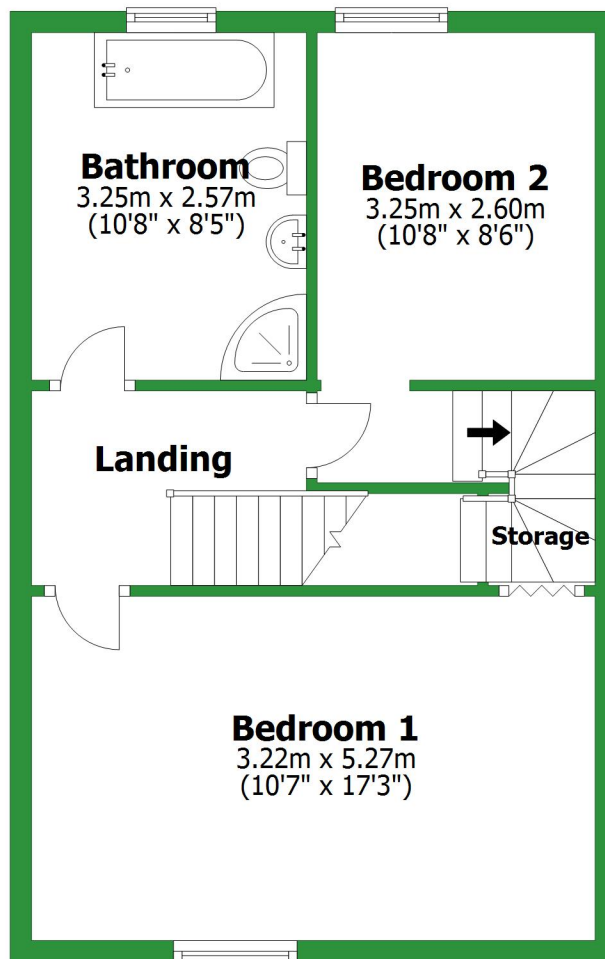 Bathroom
3.25m x 2.57m
(10'8" x 8'5")
Bedroom 2
3.25m x 2.60m
(10'8" x 8'6")
Landing
Storage
Bedroom 1
3.22m x 5.27m
(10'7" x 17'3")